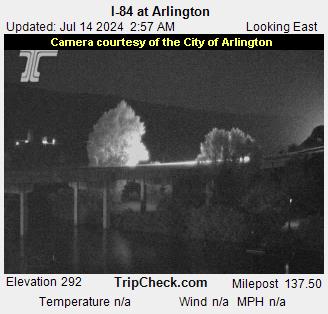 I-84 at Arlington
Updated: Jul 14 2024 2:57 AM Looking East
Camera courtesy of the City of Arlington
Elevation 292 TripCheck.com Milepost 137.50
Temperature n/a Wind n/a MPH n/a